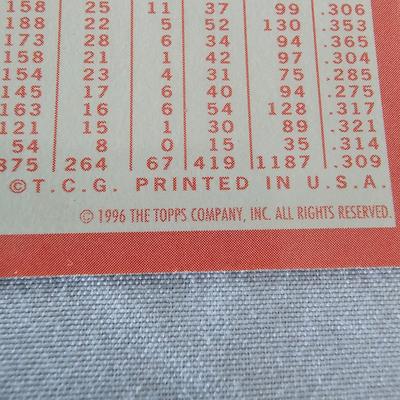 158 25 11 37 99 .306
188 22 5 52 130 .353
173 28 6 34 94 .365
158 21 1 42 97 .304
154 23 4 31 75 .285
145 17 6 40 94 .275
163 16 6 54 128 .317
121 15 1 30 89 .321
54 8 0 15 35 .314
875 264 67 419 1187 .309
©T.C.G. PRINTED IN U.S.A.
© 1996 THE TOPPS COMPANY, INC. ALL RIGHTS RESERVED.